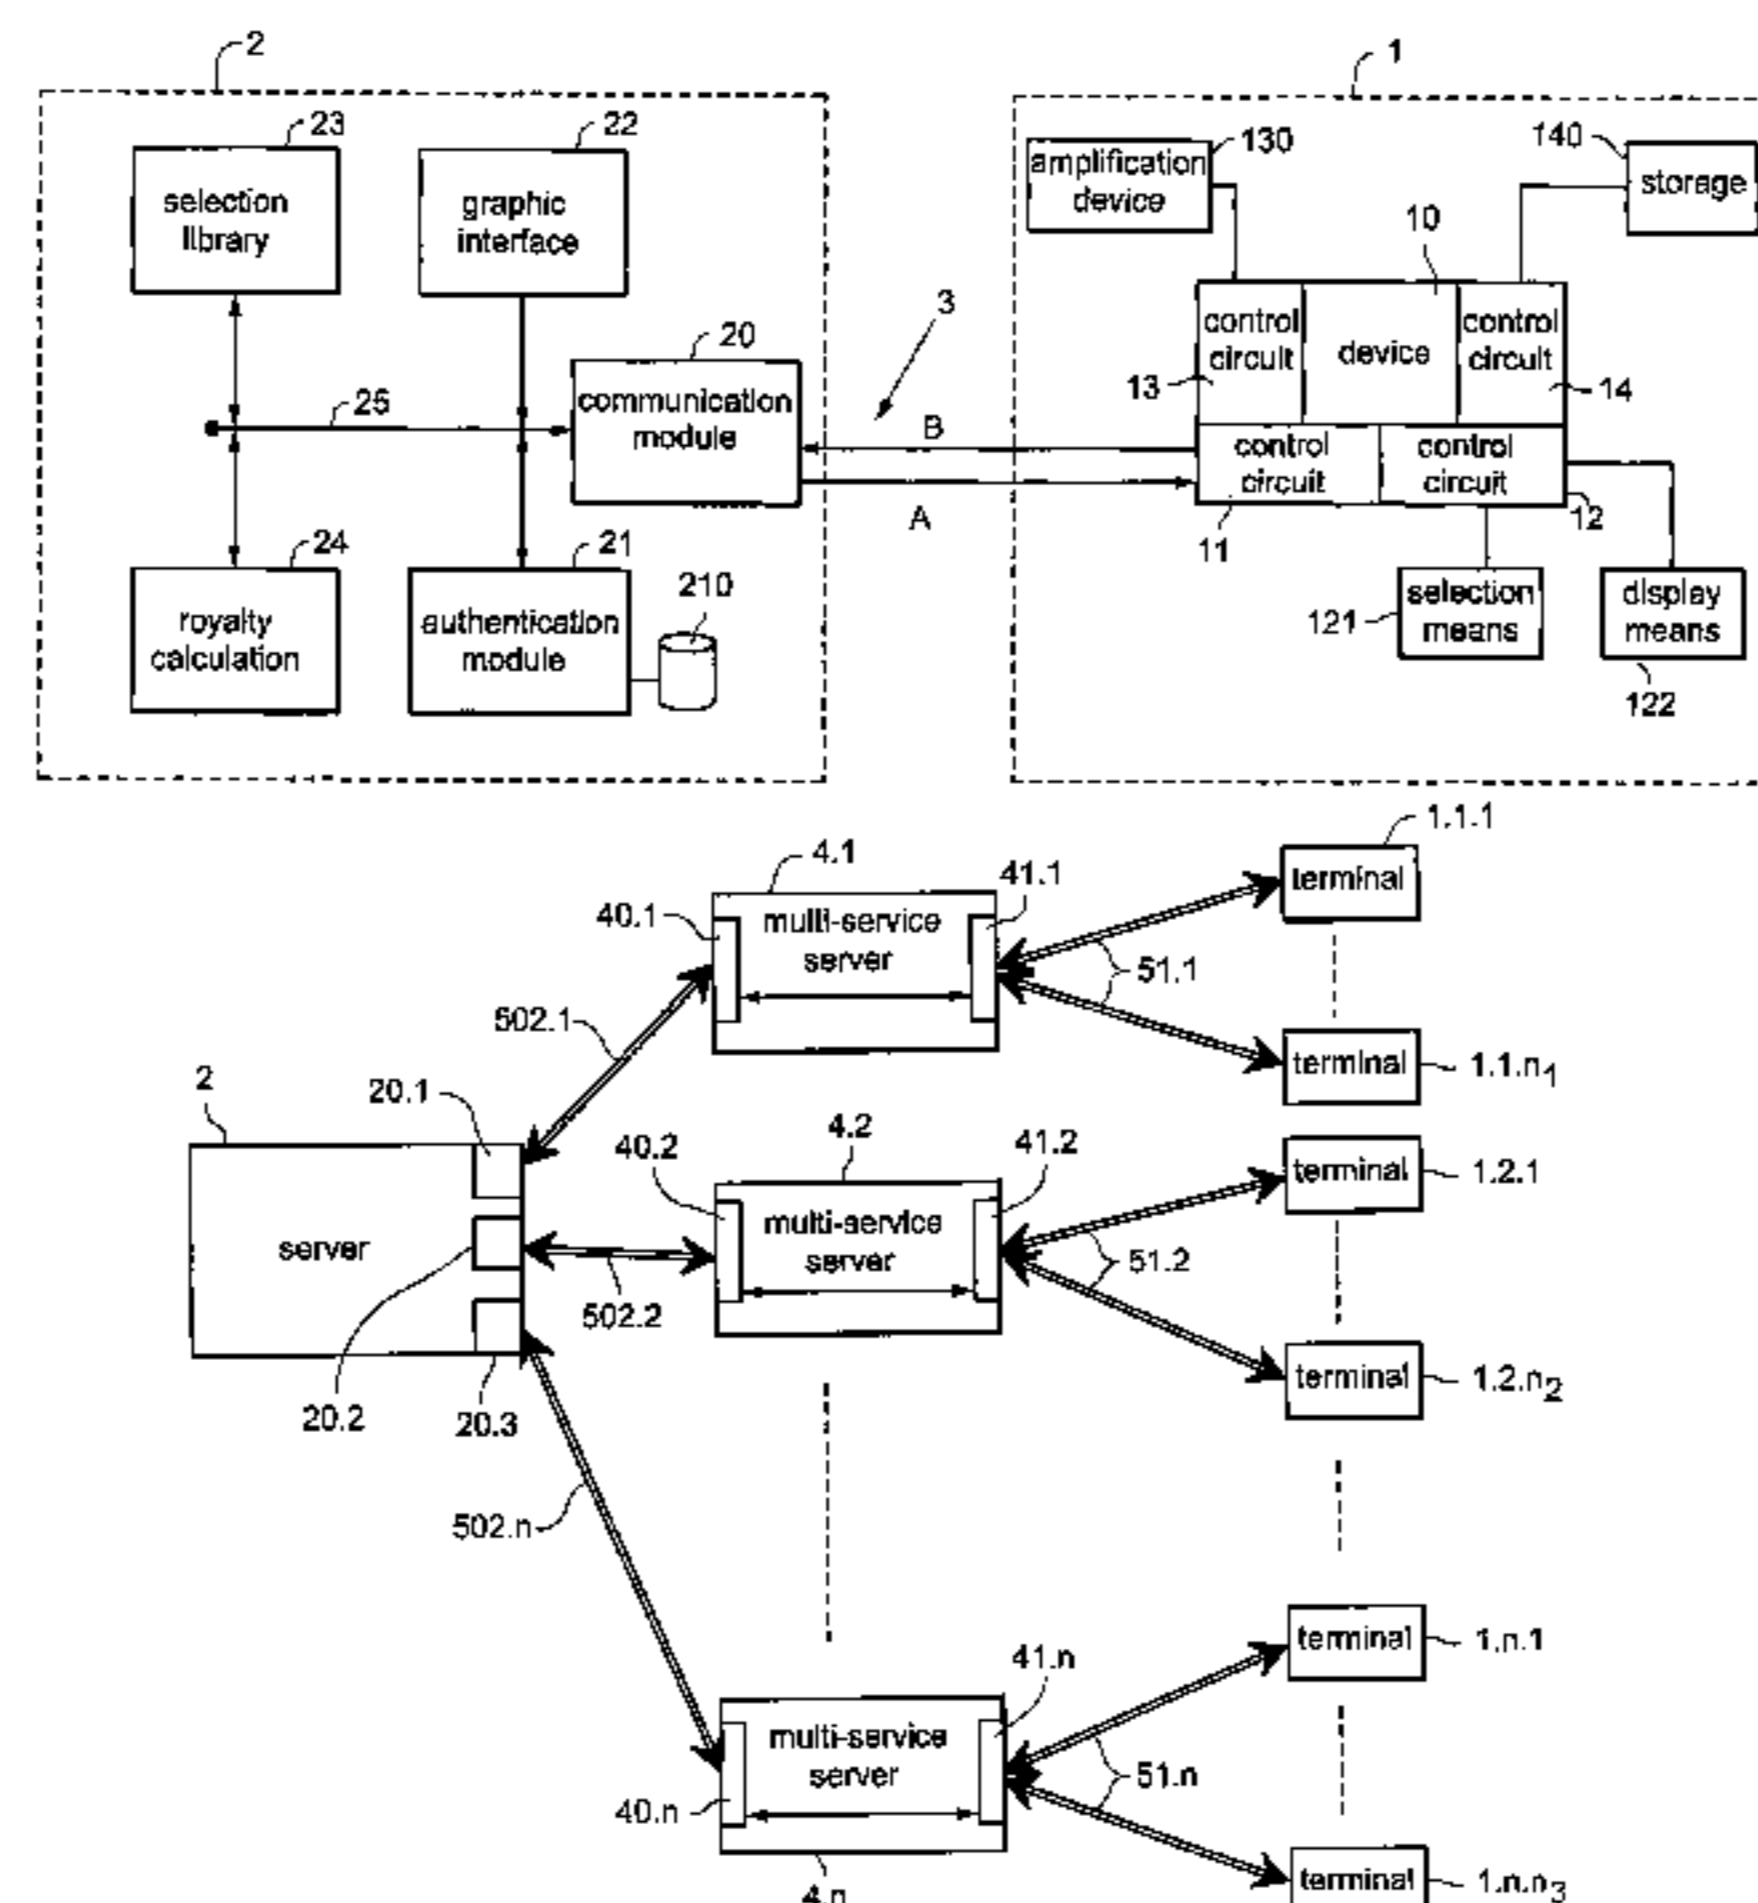 2
1
23
22
130
140
selection
library
graphic
interface
amplification
device
storage
10
3
20
control
circuit
device
control
circuit
13
14
25
communication
module
B
A
control
circuit
control
circuit
11
12
24
21
210
royalty
calculation
authentication
module
121
selection
means
display
means
122
1.1.1
4.1
41.1
40.1
multi-service
server
terminal
51.1
502.1
terminal
1.1.n1
2
20.1
4.2
41.2
40.2
terminal
1.2.1
multi-service
server
server
51.2
502.2
terminal
1.2.n2
20.2
20.3
502.n
terminal
1.n.1
41.n
multi-service
server
51.n
40.n
terminal
1.n.n3
4.n